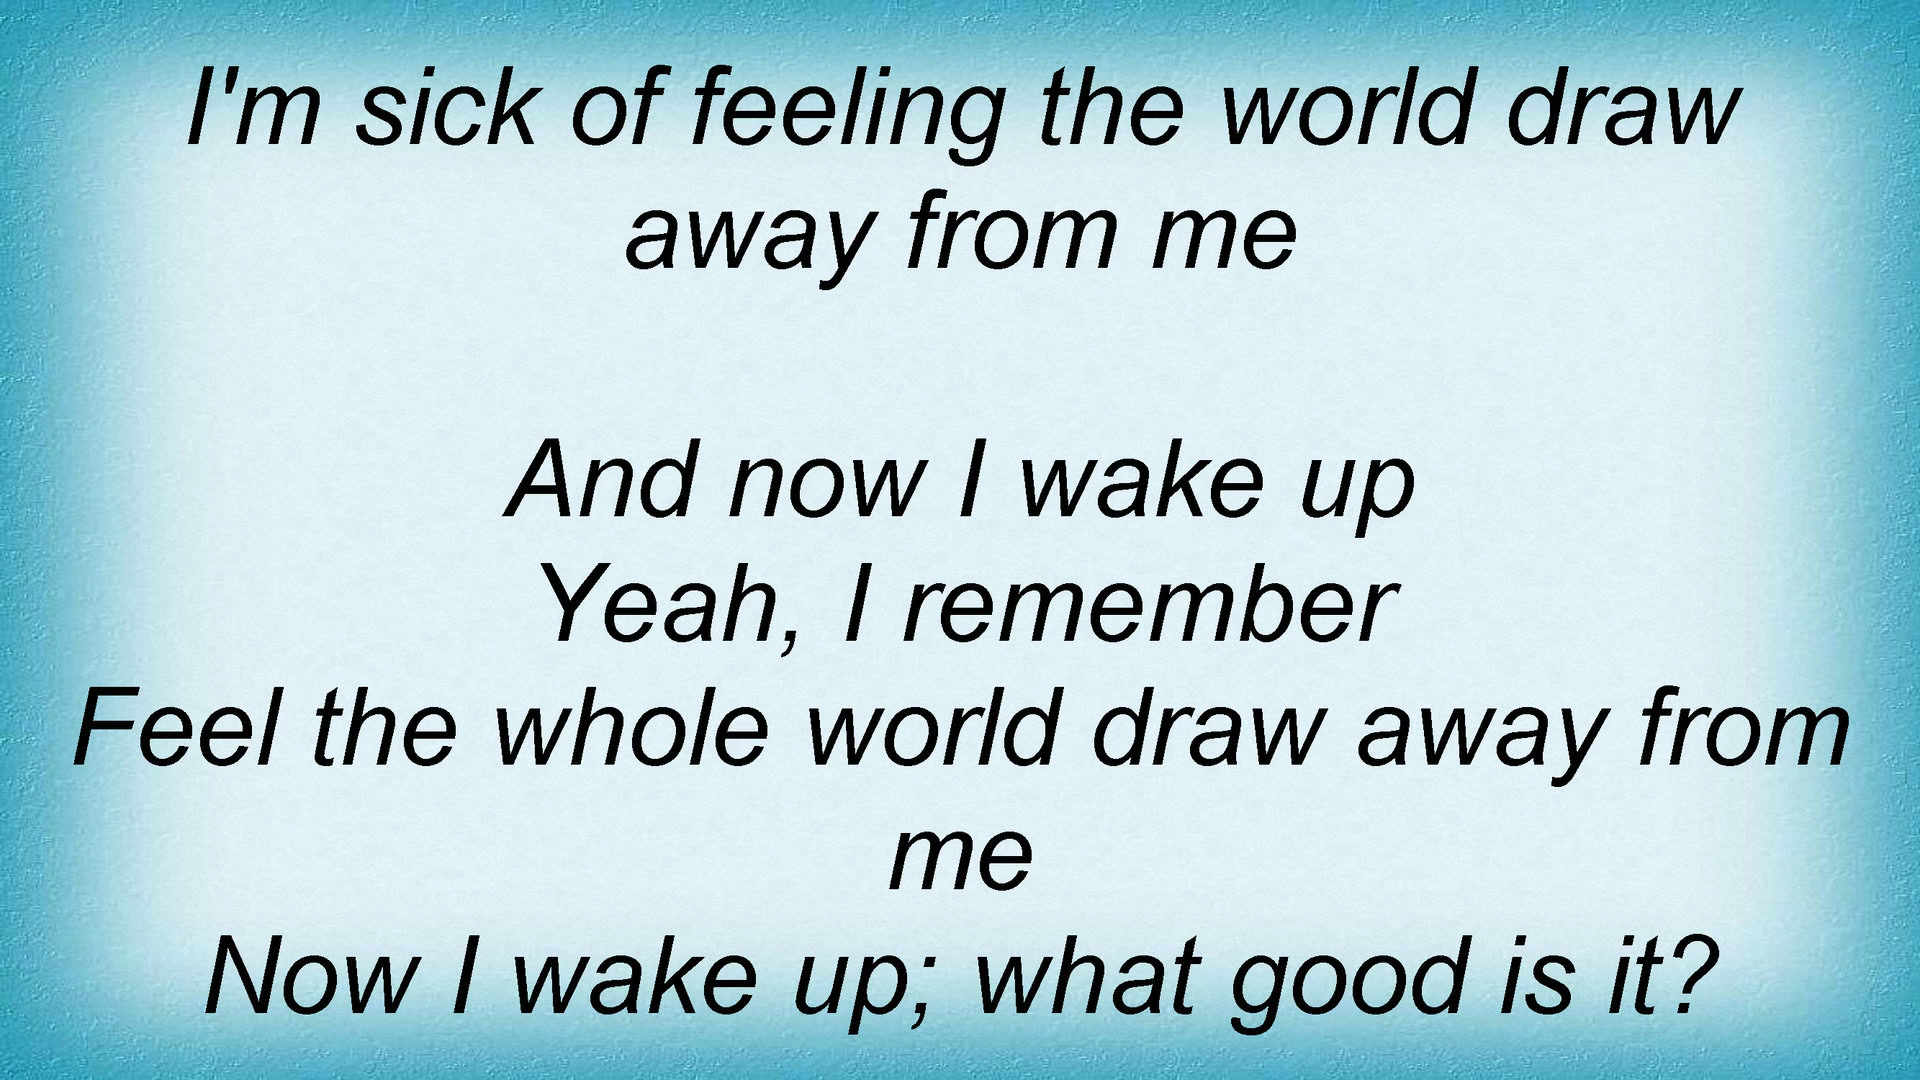 I'm sick of feeling the world draw
away from me
And now I wake up
Yeah, I remember
Feel the whole world draw away from
me
Now I wake up; what good is it?